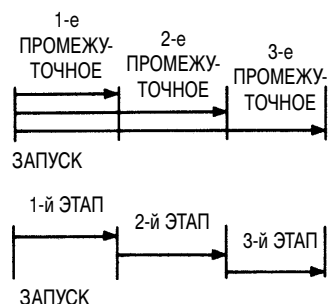 1-е
ПРОМЕЖУ-
ТОЧНОЕ
2-е
ПРОМЕЖУ-
ТОЧНОЕ
3-е
ПРОМЕЖУ-
ТОЧНОЕ
ЗАПУСК
1-й ЭТАП
2-й ЭТАП
3-й ЭТАП
ЗАПУСК